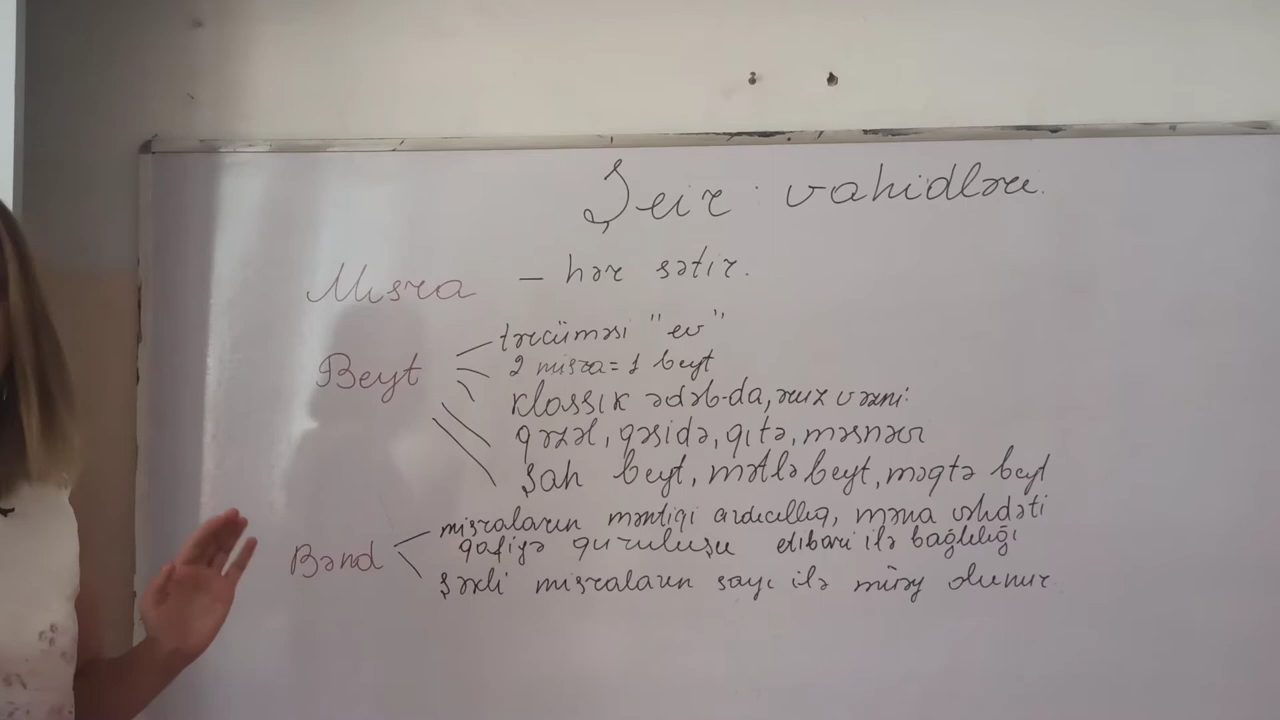 Şeir vahidləri.
Misra – hər sətir.
Beyt
tərcüməsi "ev"
2 misra = 1 beyt
klassik ədəb-da, əruz vəzni:
qəzəl, qəsidə, qitə, məsnəvi
şah beyt, mətlə beyt, məqtə beyt
Bənd
misraların məntiqi ardıcıllığı, məna vəhdəti
qafiyə quruluşu etibari ilə bağlılığı
şəkli misraların sayı ilə müəy olunur